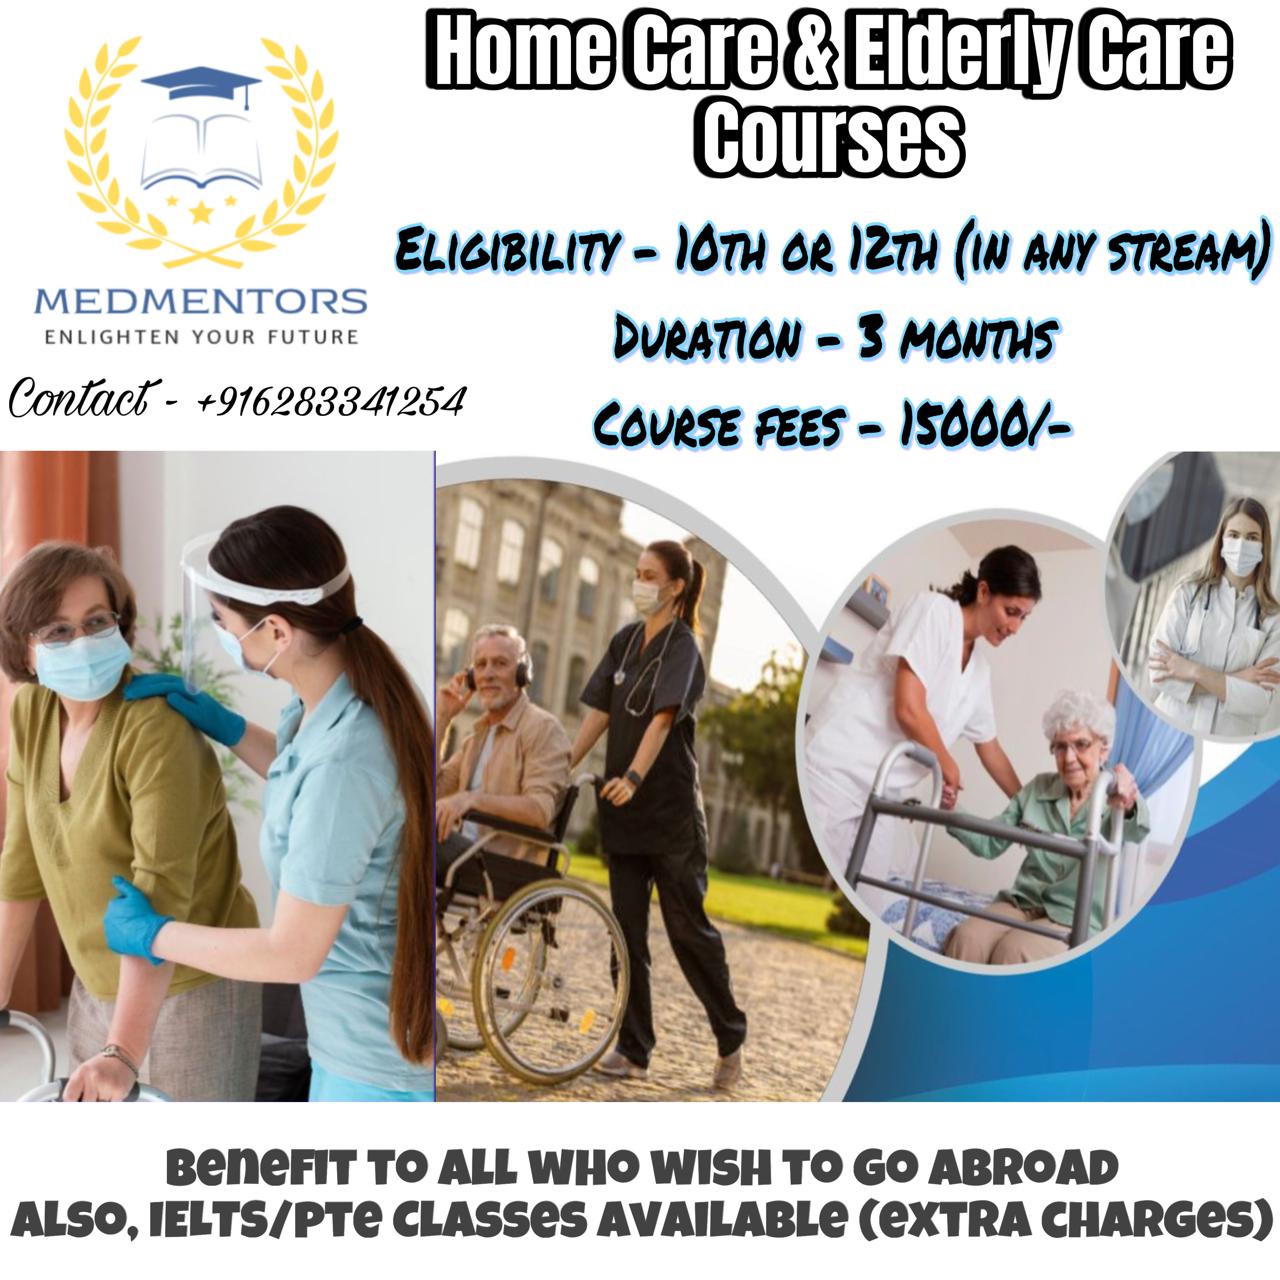 Home Care & Elderly Care
Courses
MEDMENTORS
ENLIGHTEN YOUR FUTURE
Contact - +916283341254
ELIGIBILITY - 10TH OR 12TH (IN ANY STREAM)
DURATION - 3 MONTHS
COURSE FEES - 15000/-
BENEFIT TO ALL WHO WISH TO GO ABROAD
ALSO, IELTS/PTE CLASSES AVAILABLE (EXTRA CHARGES)